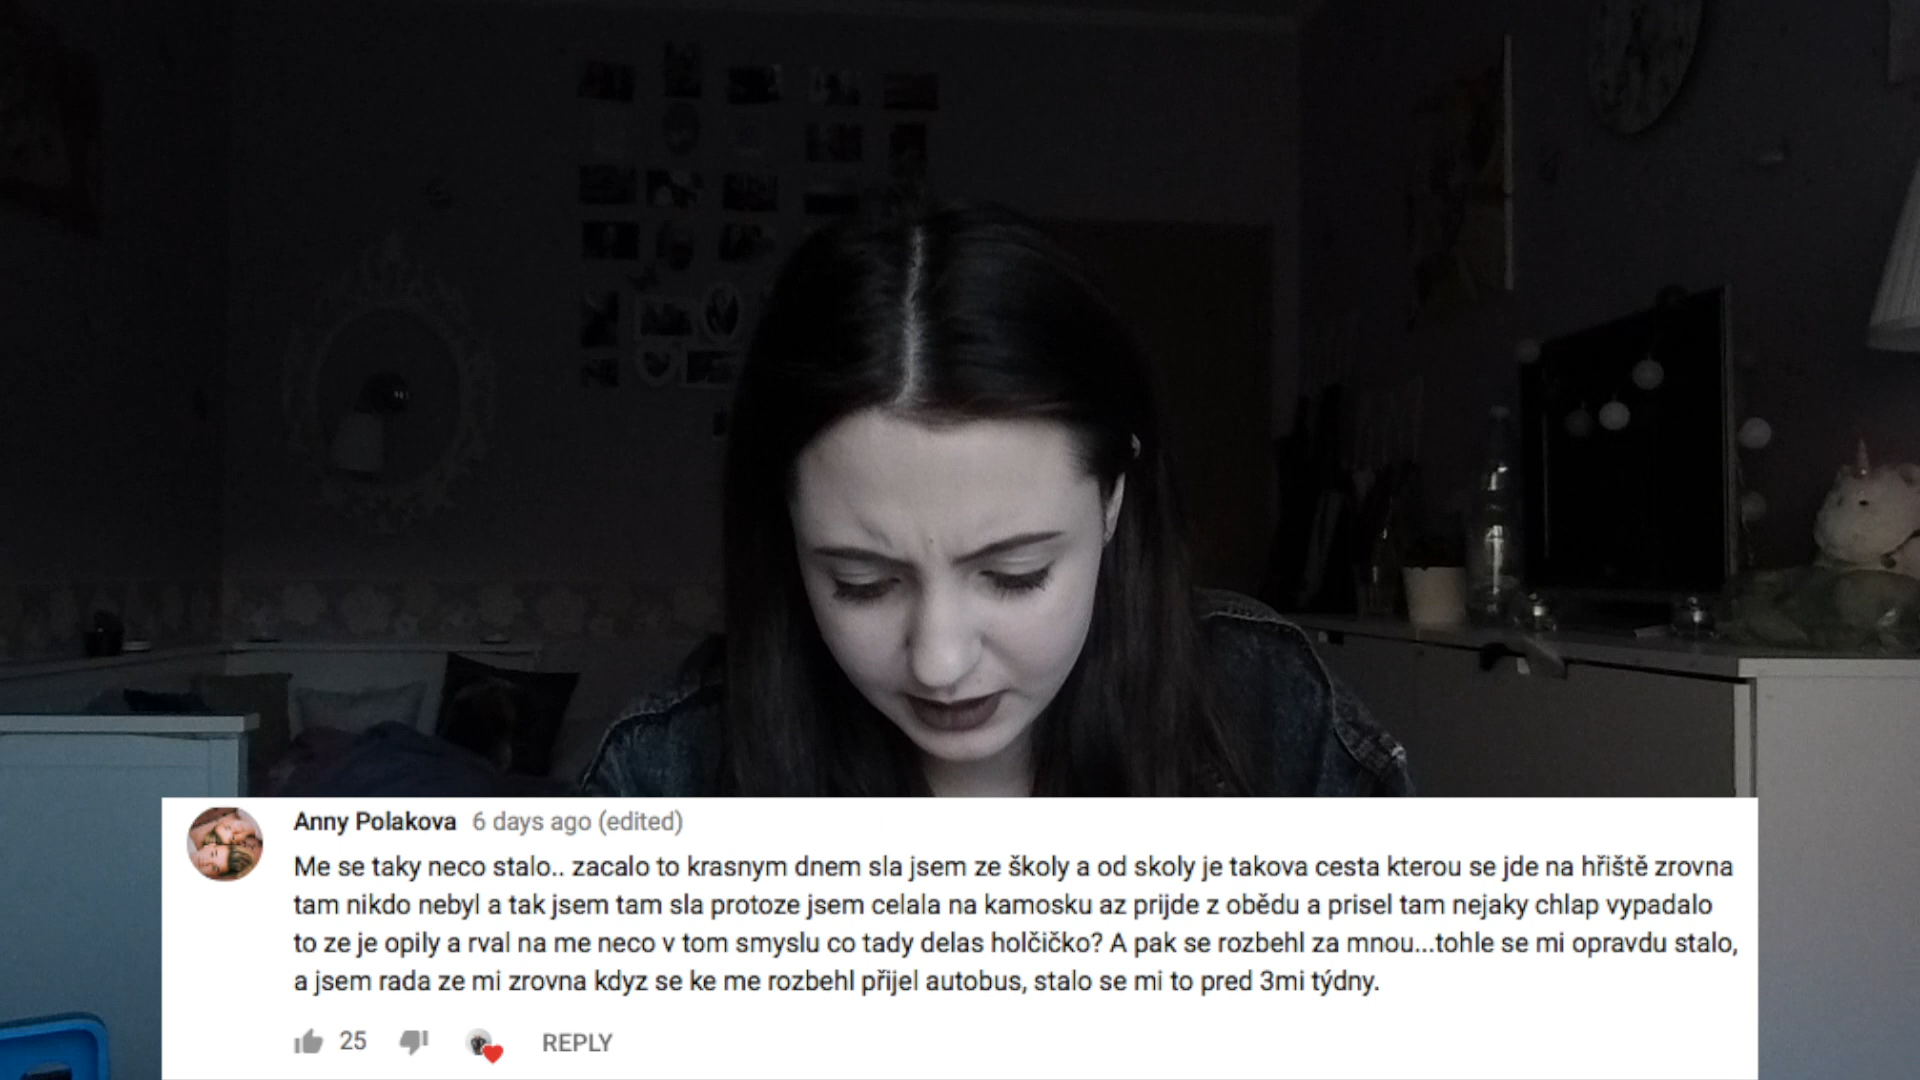 Anny Polakova 6 days ago (edited)
Me se taky neco stalo.. zacalo to krasnym dnem sla jsem ze školy a od skoly je takova cesta kterou se jde na hřiště zrovna
tam nikdo nebyl a tak jsem tam sla protoze jsem celala na kamosku az prijde z obědu a prisel tam nejaky chlap vypadalo
to ze je opily a rval na me neco v tom smyslu co tady delas holčičko? A pak se rozbehl za mnou...tohle se mi opravdu stalo,
a jsem rada ze mi zrovna kdyz se ke me rozbehl přijel autobus, stalo se mi to pred 3mi týdny.
25 REPLY